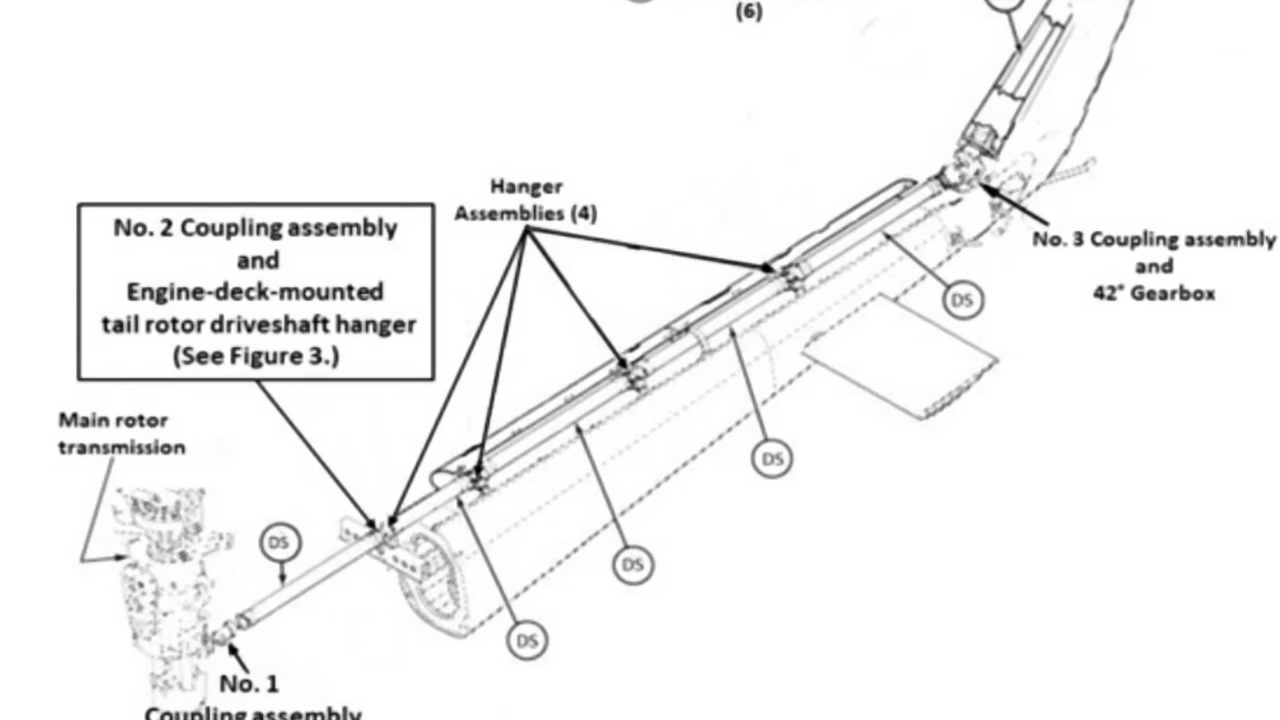 (6)
Hanger
Assemblies (4)
No. 2 Coupling assembly
and
Engine-deck-mounted
tail rotor driveshaft hanger
(See Figure 3.)
No. 3 Coupling assembly
and
42° Gearbox
DS
Main rotor
transmission
DS
DS
DS
DS
No. 1
Coupling assembly